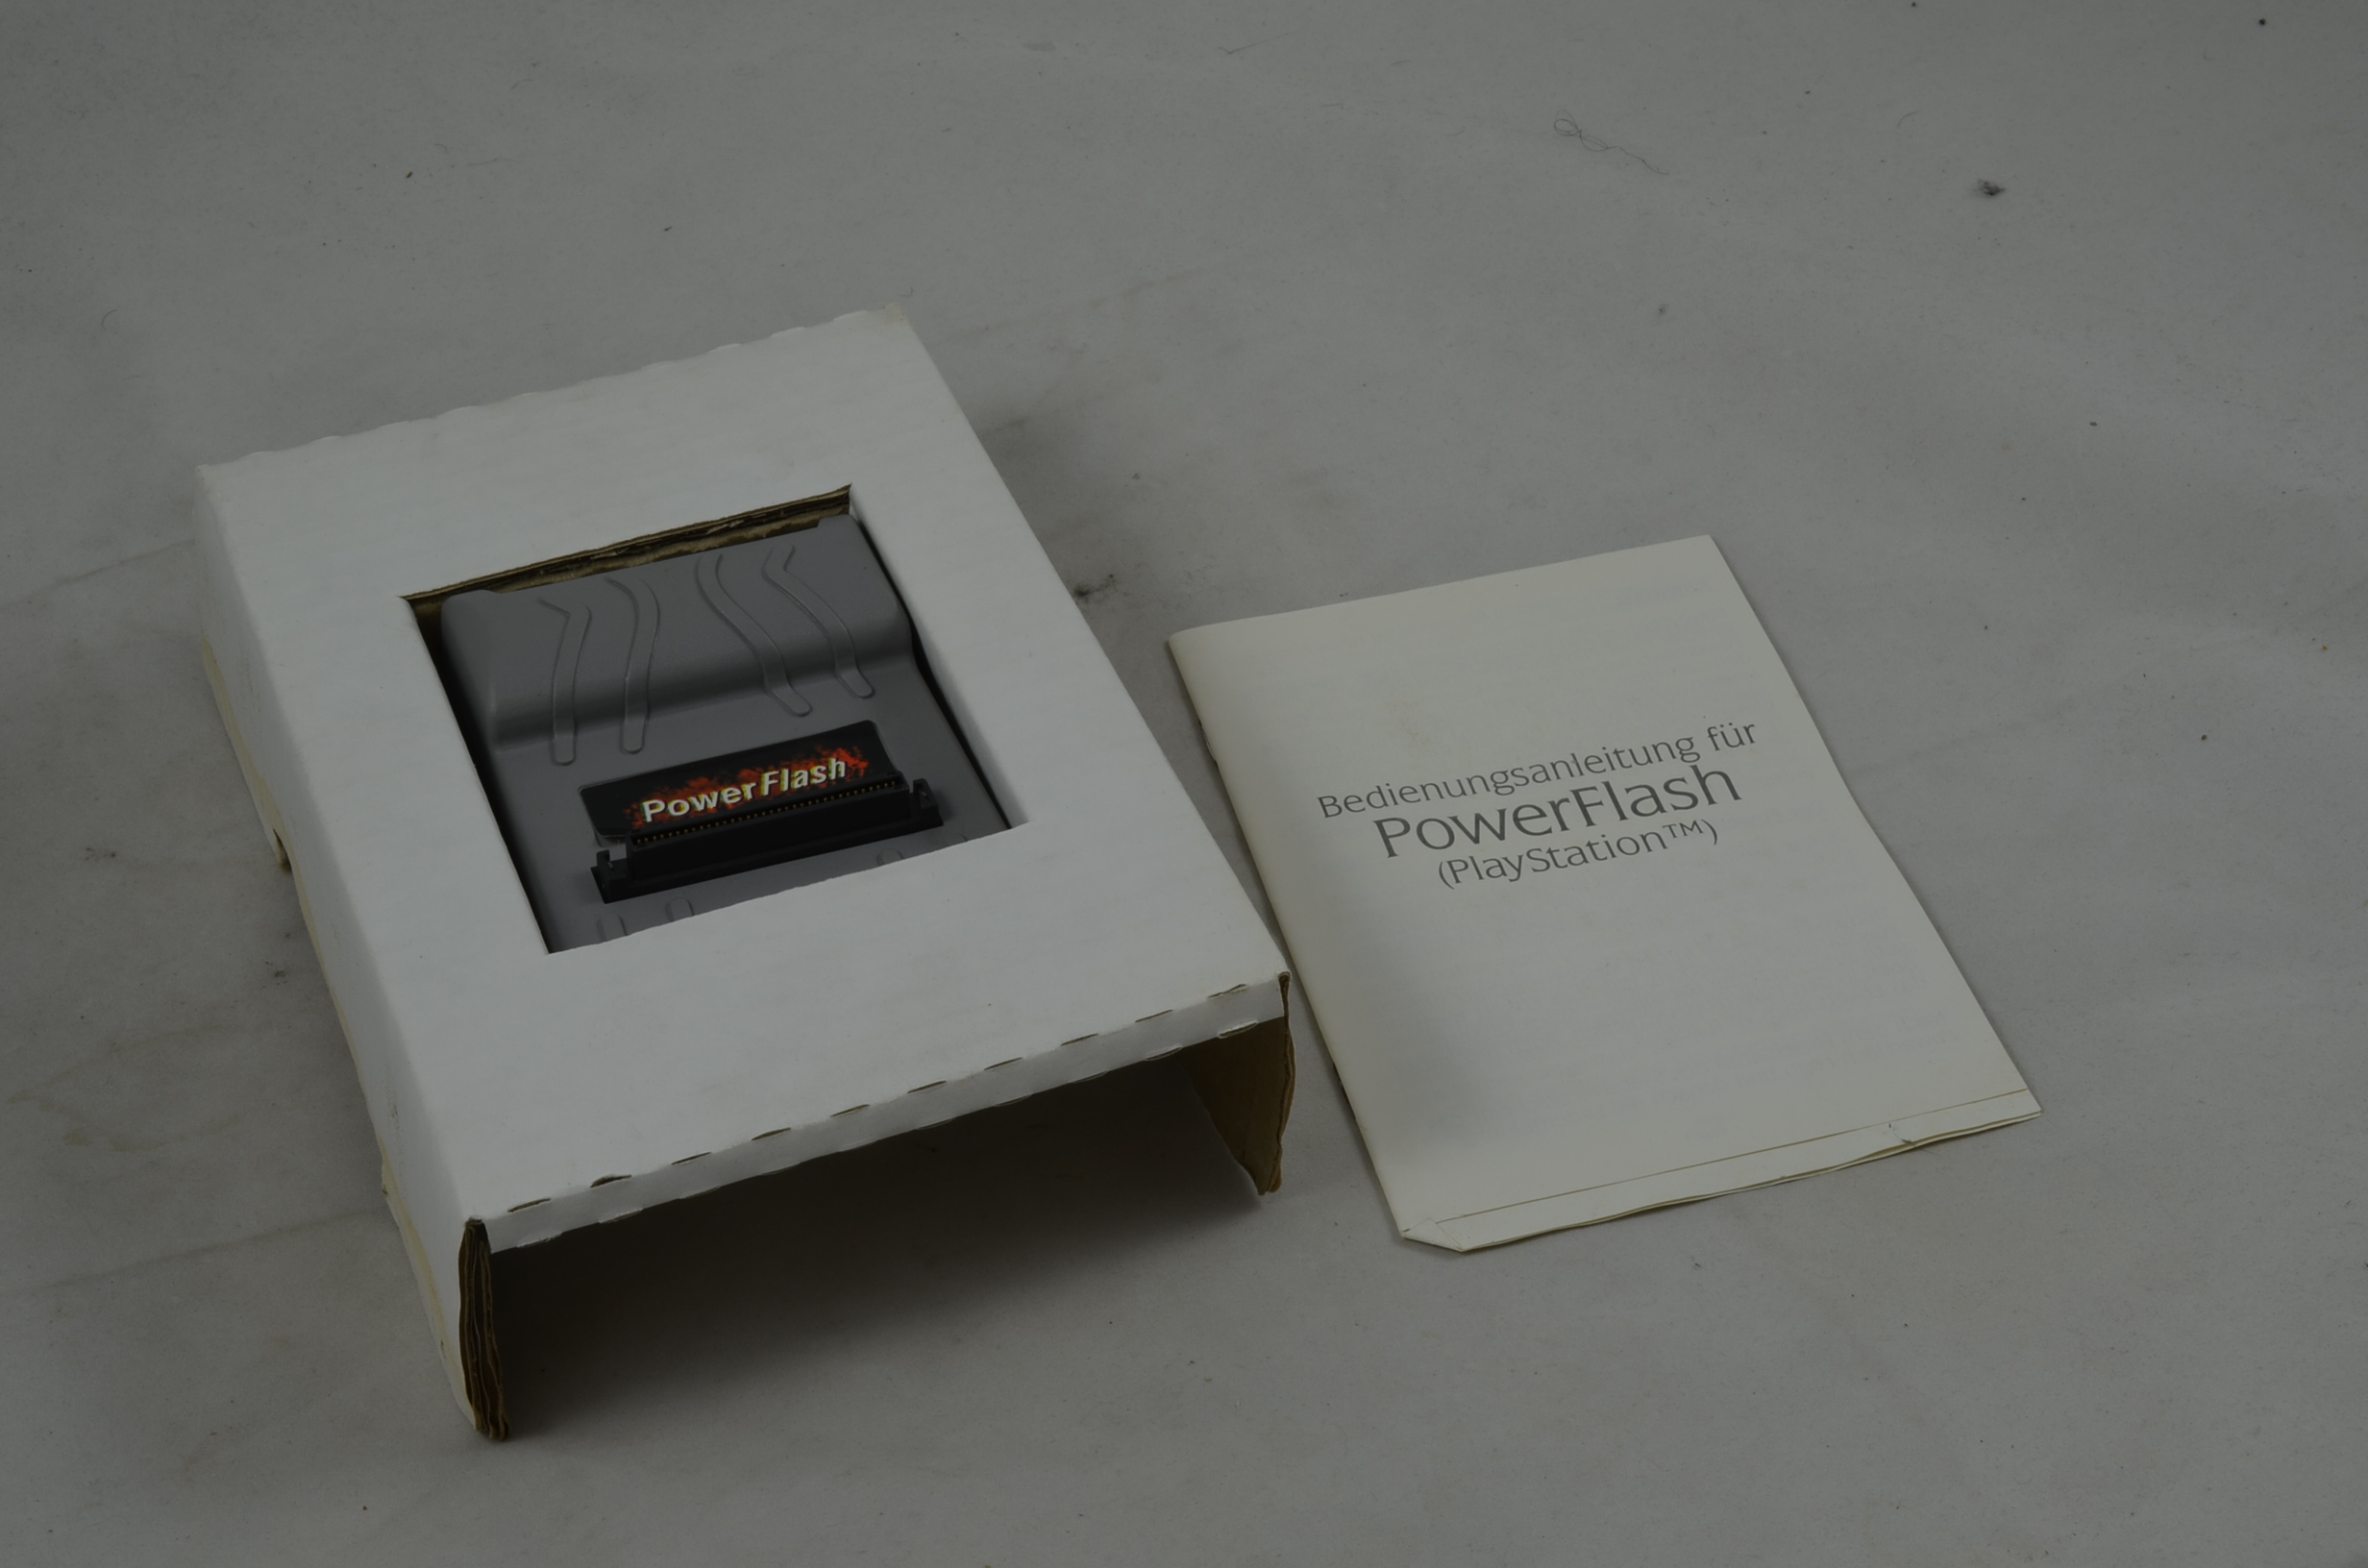 PowerFlash
Bedienungsanleitung für
PowerFlash
(PlayStation™)